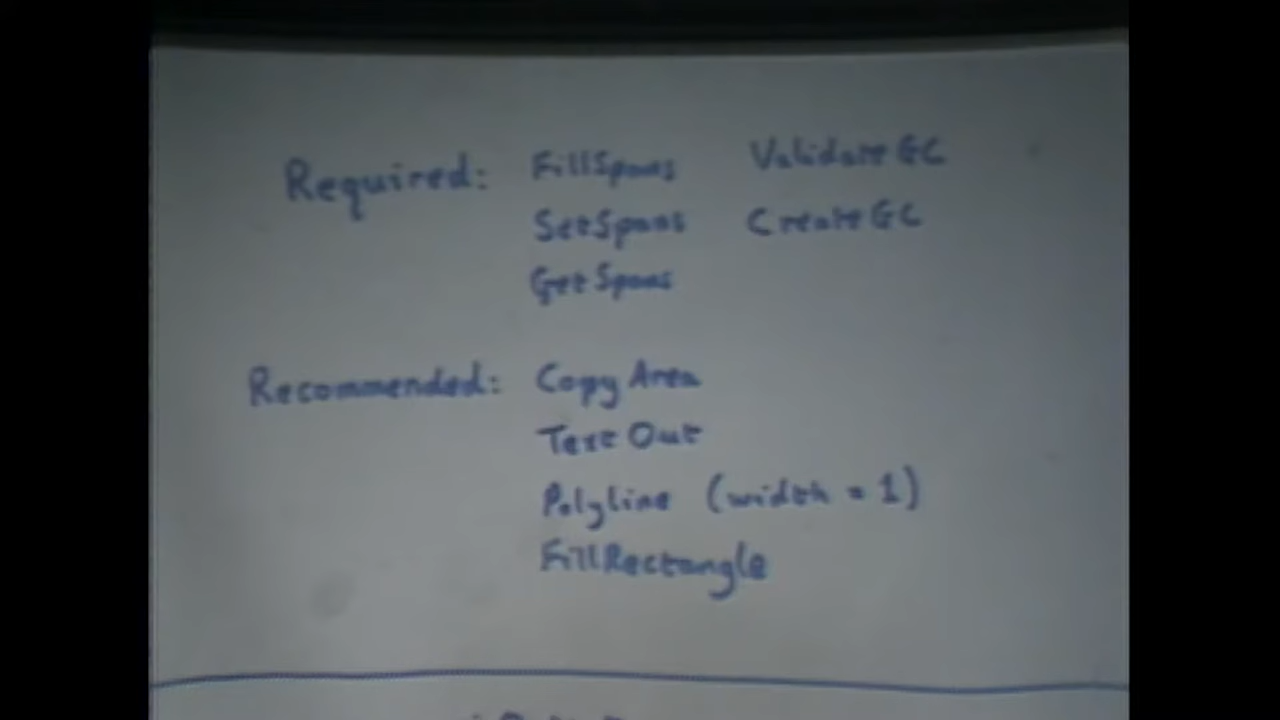 Required: FillSpans ValidateGC
SetSpans CreateGC
GetSpans
Recommended: CopyArea
TextOut
Polyline (width = 1)
FillRectangle